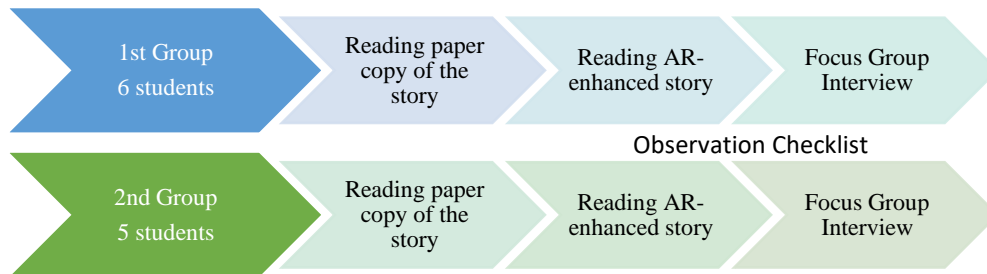 1st Group
6 students
Reading paper
copy of the
story
Reading AR-
enhanced story
Focus Group
Interview
Observation Checklist
2nd Group
5 students
Reading paper
copy of the
story
Reading AR-
enhanced story
Focus Group
Interview